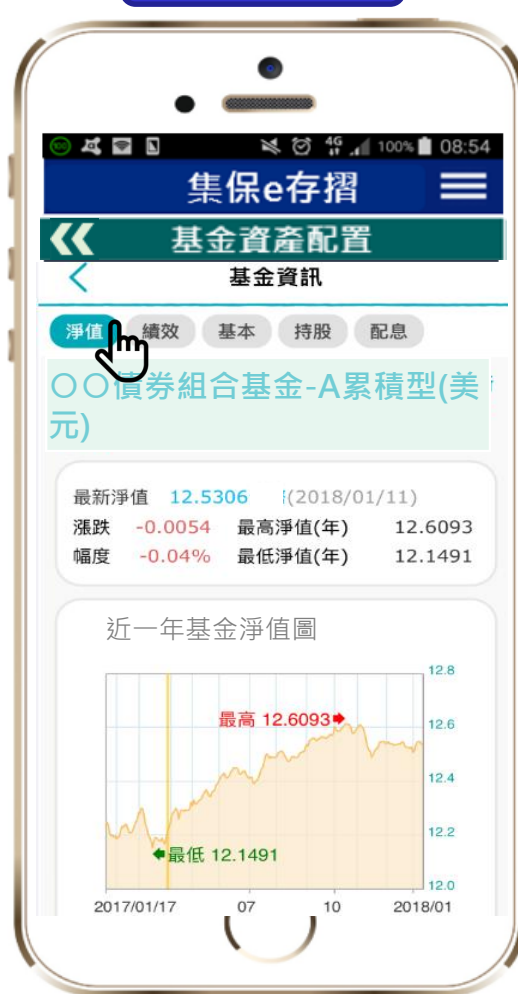 100 4G 100% 08:54
集保e存摺
基金資產配置
基金資訊
淨值 績效 基本 持股 配息
〇〇債券組合基金-A累積型(美
元)
最新淨值 12.5306 (2018/01/11)
漲跌 -0.0054 最高淨值(年) 12.6093
幅度 -0.04% 最低淨值(年) 12.1491
近一年基金淨值圖
12.8
最高 12.6093
12.6
12.4
12.2
最低 12.1491
12.0
2017/01/17 07 10 2018/01